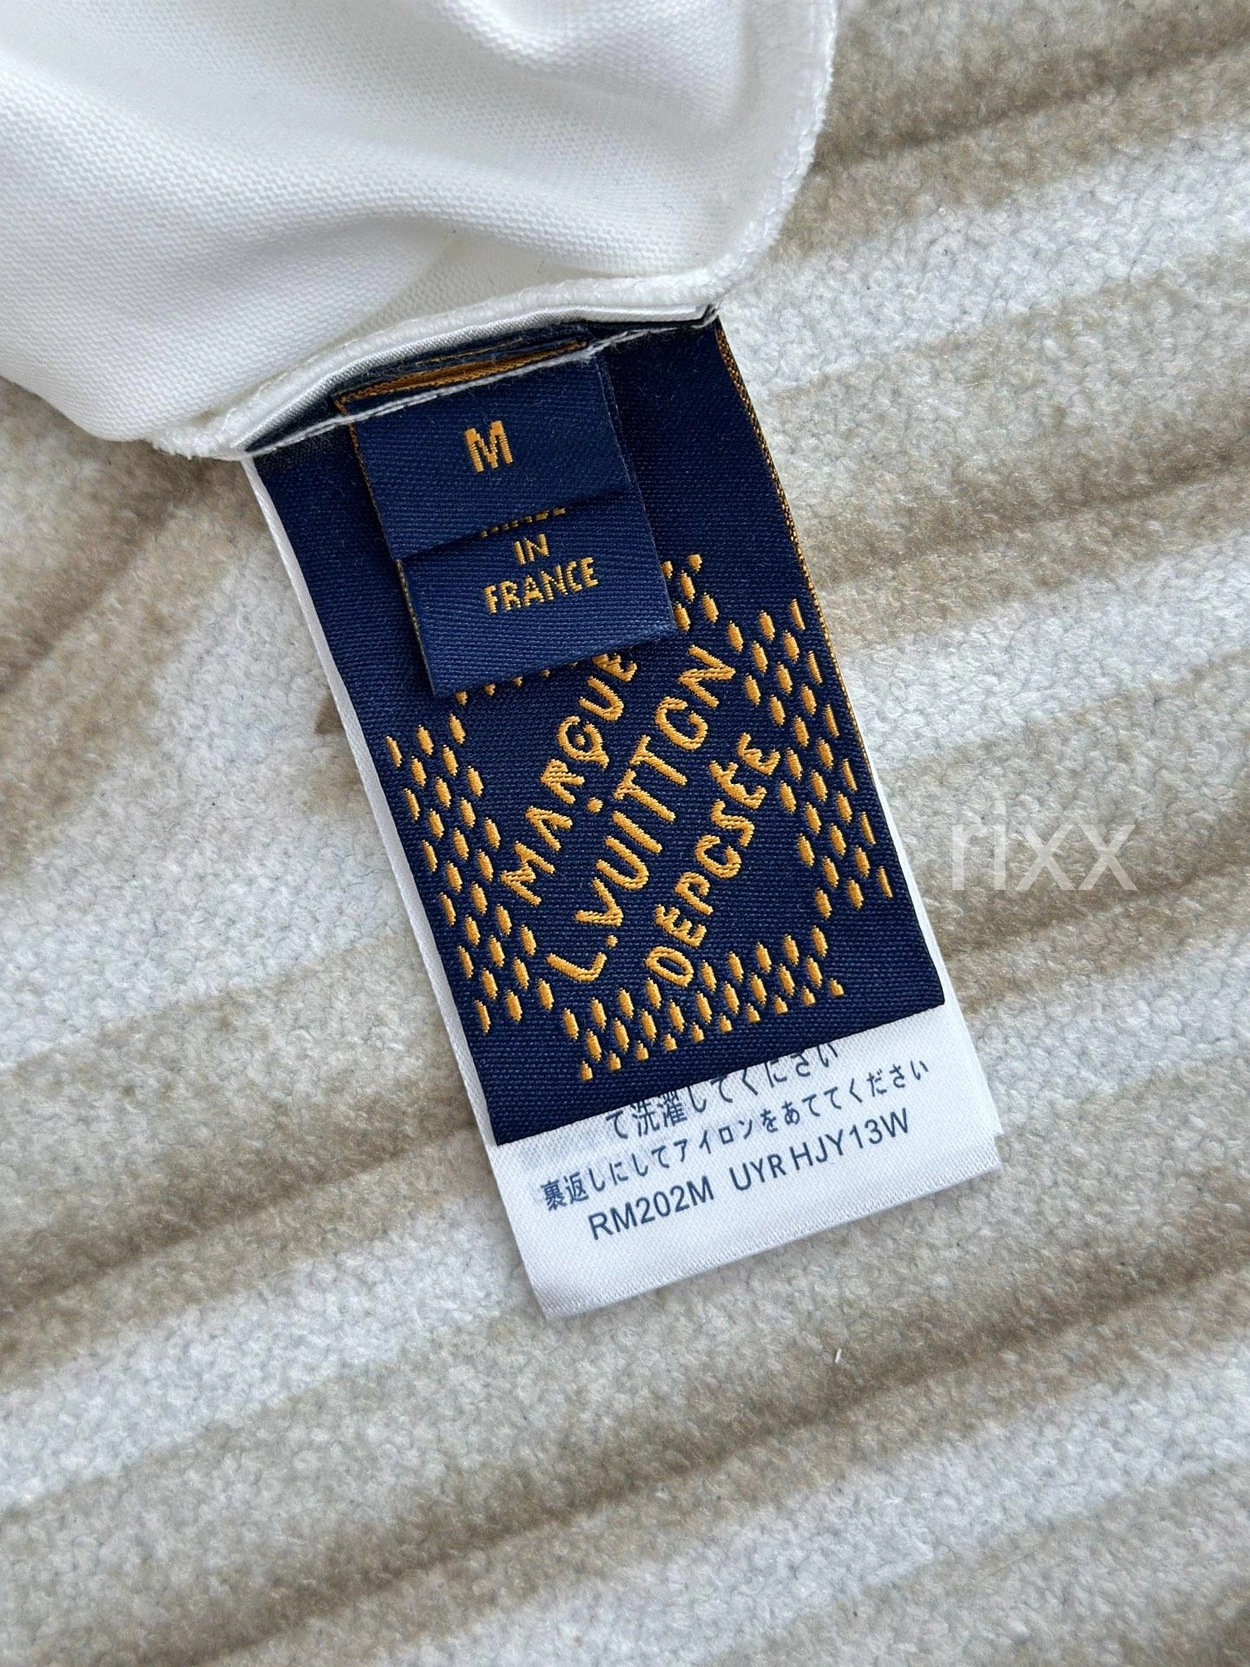 M
MADE
IN
FRANCE
MARQUE
L.VUITTON
DÉPOSÉE
rixx
て洗濯してください
裏返しにしてアイロンをあててください
RM202M UYR HJY13W